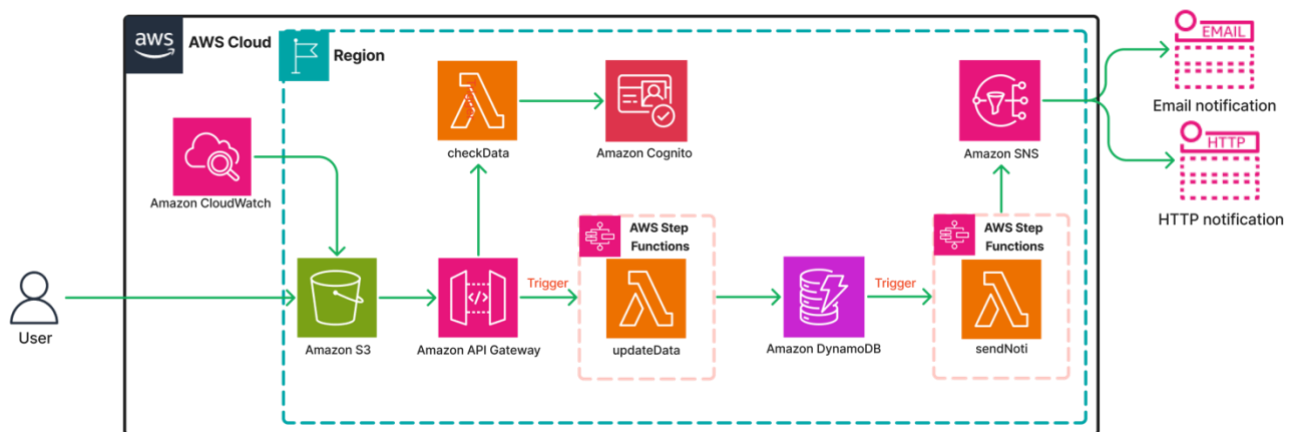 aws
AWS Cloud
Region
EMAIL
Email notification
HTTP
HTTP notification
checkData
Amazon Cognito
Amazon SNS
Amazon CloudWatch
AWS Step
Functions
AWS Step
Functions
User
Amazon S3
</>
Amazon API Gateway
Trigger
updateData
Amazon DynamoDB
Trigger
sendNoti